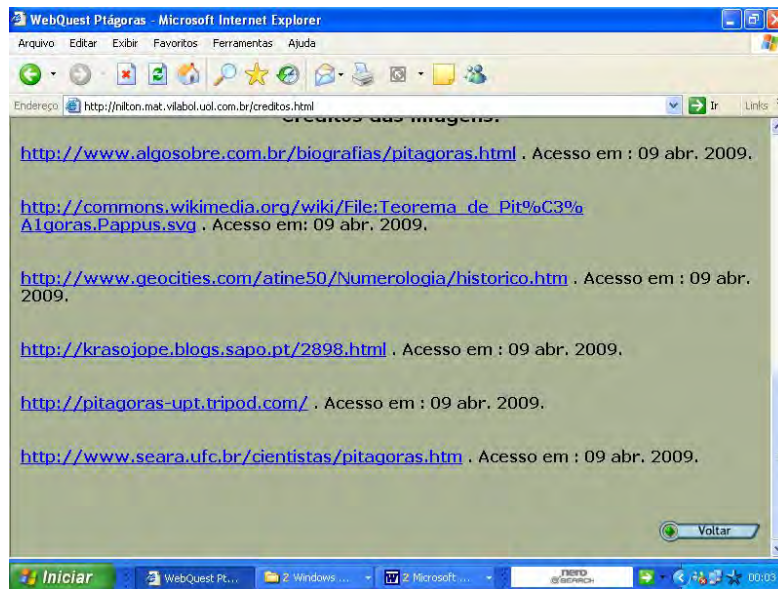 WebQuest Ptágoras - Microsoft Internet Explorer
Arquivo Editar Exibir Favoritos Ferramentas Ajuda
Endereço http://nilton.mat.vilabol.uol.com.br/creditos.html Ir Links
http://www.algosobre.com.br/biografias/pitagoras.html . Acesso em : 09 abr. 2009.
http://commons.wikimedia.org/wiki/File:Teorema_de_Pit%C3%
A1goras.Pappus.svg . Acesso em: 09 abr. 2009.
http://www.geocities.com/atine50/Numerologia/historico.htm . Acesso em : 09 abr.
2009.
http://krasojope.blogs.sapo.pt/2898.html . Acesso em : 09 abr. 2009.
http://pitagoras-upt.tripod.com/ . Acesso em : 09 abr. 2009.
http://www.seara.ufc.br/cientistas/pitagoras.htm . Acesso em : 09 abr. 2009.
Voltar
Iniciar WebQuest Pt... 2 Windows ... 2 Microsoft ... nero SEARCH 00:03